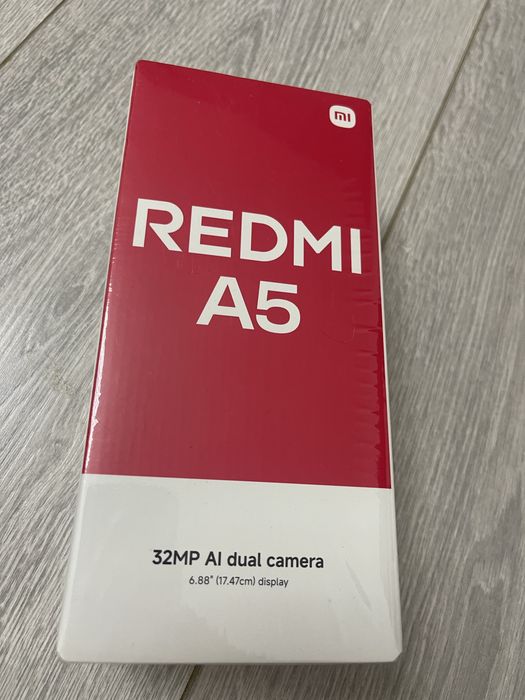 mi
REDMI
A5
32MP AI dual camera
6.88" (17.47cm) display